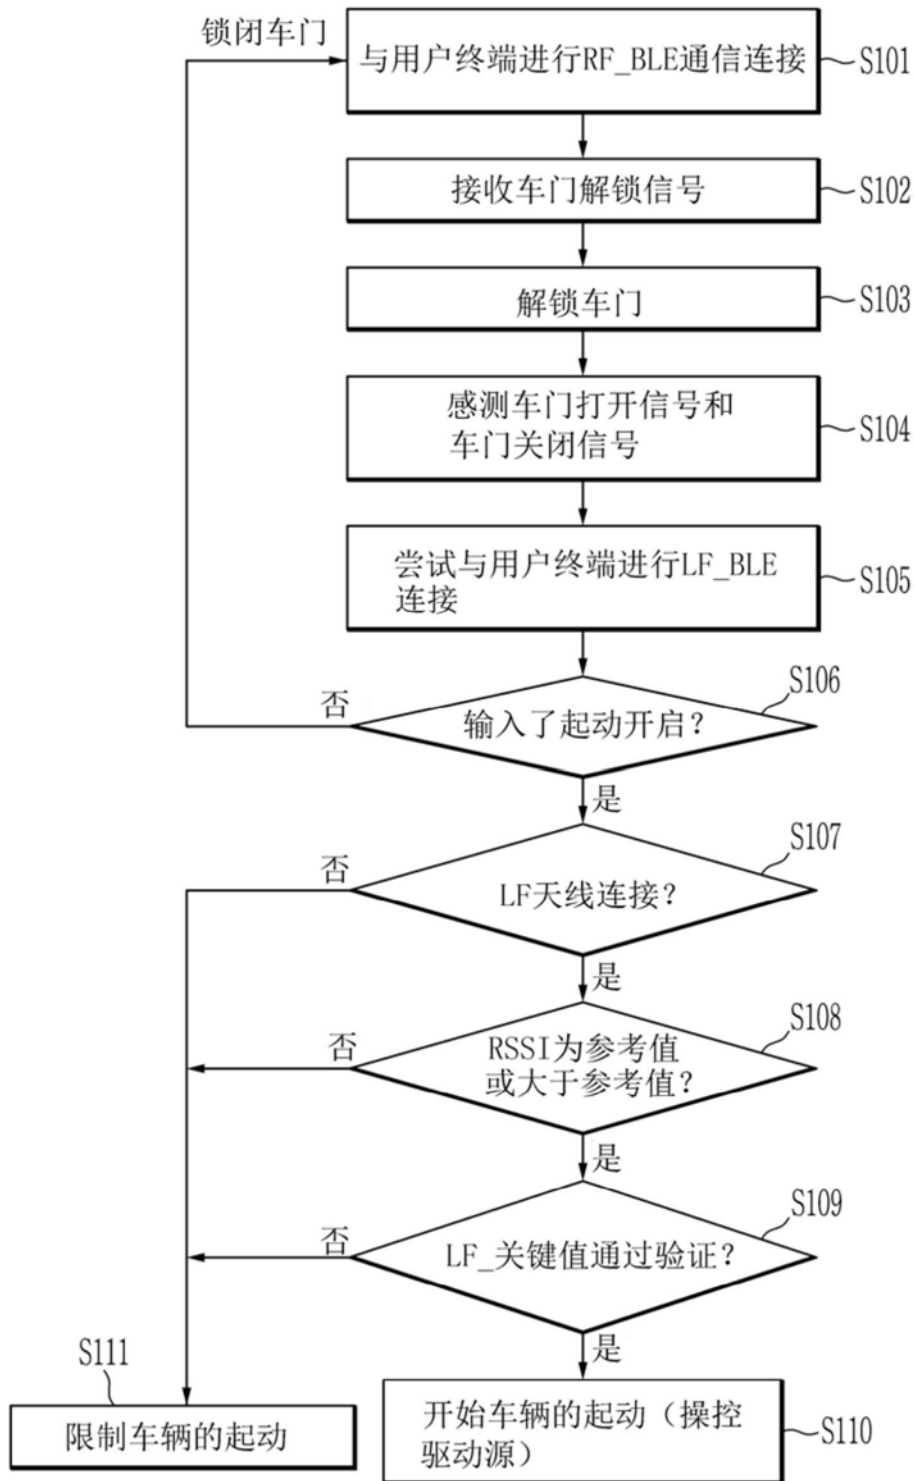 锁闭车门
与用户终端进行RF_BLE通信连接
S101
接收车门解锁信号
S102
解锁车门
S103
感测车门打开信号和
车门关闭信号
S104
尝试与用户终端进行LF_BLE
连接
S105
S106
否
输入了起动开启？
是
S107
否
LF天线连接？
是
S108
否
RSSI为参考值
或大于参考值？
是
S109
否
LF_关键值通过验证？
是
S111
限制车辆的起动
开始车辆的起动（操控
驱动源）
S110